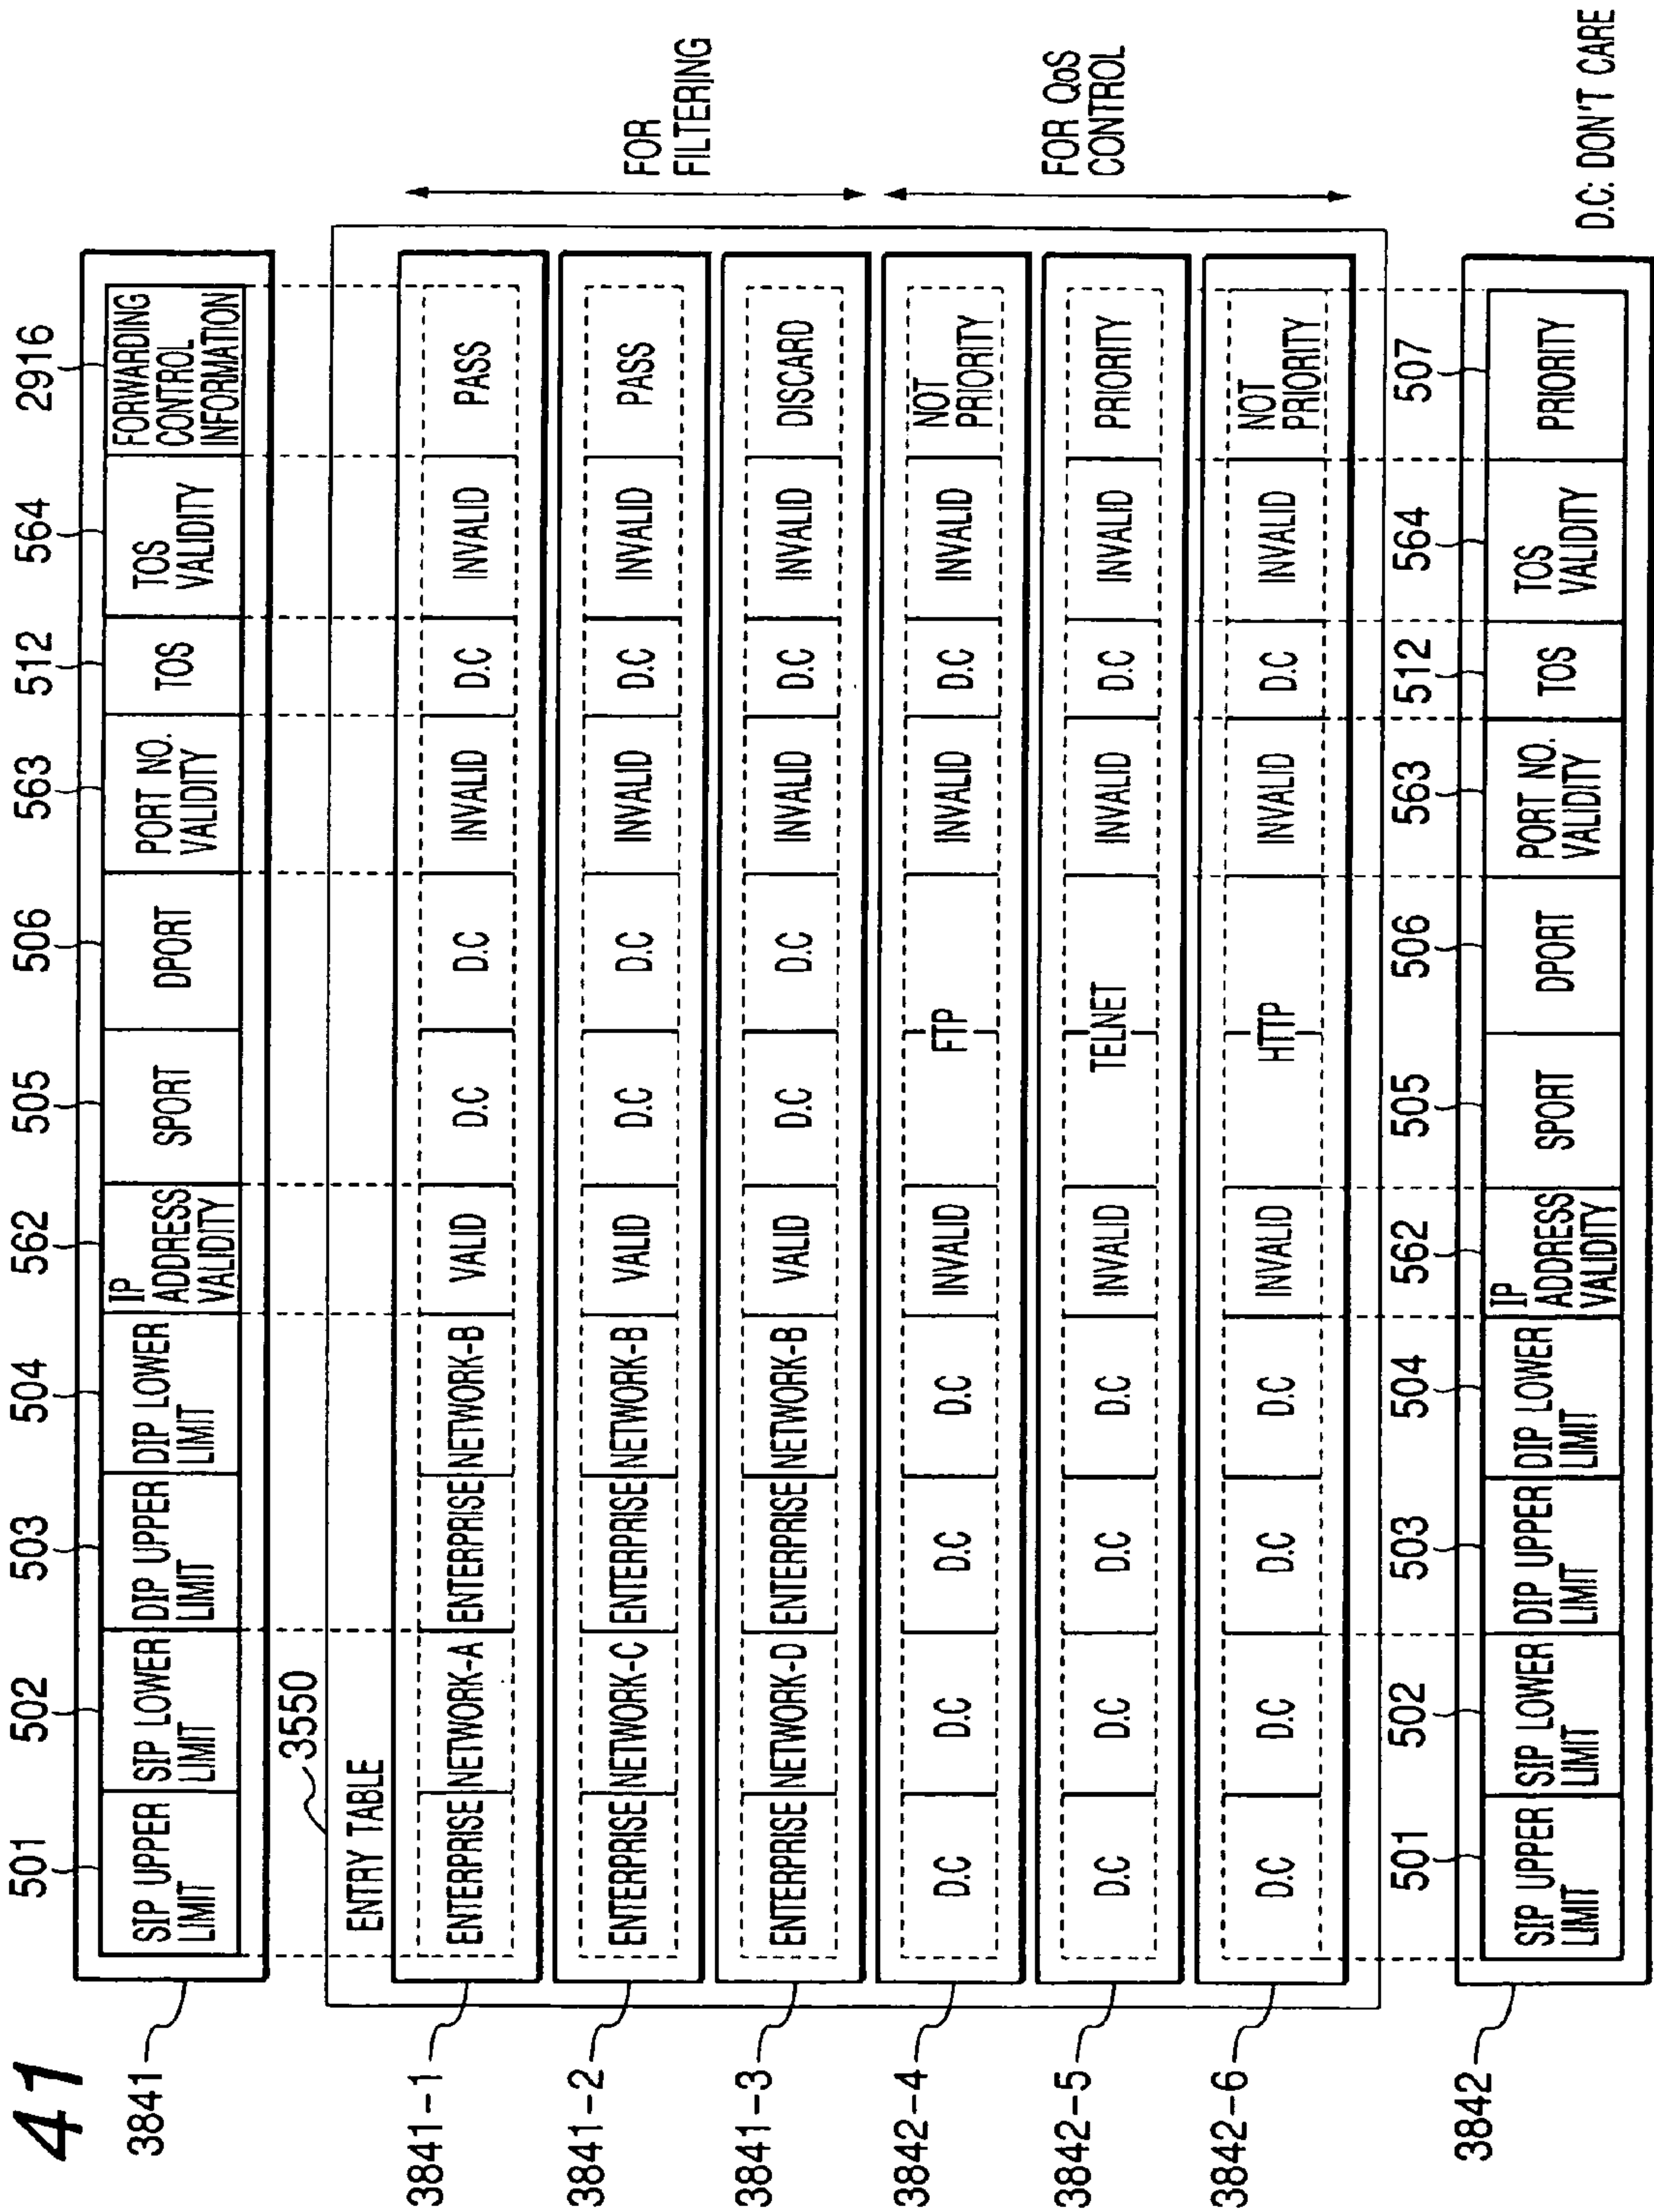 41
501
502
503
504
562
505
506
563
512
564
2916
3841
SIP UPPER
LIMIT
SIP LOWER
LIMIT
DIP UPPER
LIMIT
DIP LOWER
LIMIT
IP
ADDRESS
VALIDITY
SPORT
DPORT
PORT NO.
VALIDITY
TOS
TOS
VALIDITY
FORWARDING
CONTROL
INFORMATION
3550
ENTRY TABLE
3841-1
ENTERPRISE
NETWORK-A
ENTERPRISE
NETWORK-B
VALID
D.C
D.C
INVALID
D.C
INVALID
PASS
3841-2
ENTERPRISE
NETWORK-C
ENTERPRISE
NETWORK-B
VALID
D.C
D.C
INVALID
D.C
INVALID
PASS
3841-3
ENTERPRISE
NETWORK-D
ENTERPRISE
NETWORK-B
VALID
D.C
D.C
INVALID
D.C
INVALID
DISCARD
FOR
FILTERING
3842-4
D.C
D.C
D.C
D.C
INVALID
FTP
INVALID
D.C
INVALID
NOT
PRIORITY
3842-5
D.C
D.C
D.C
D.C
INVALID
TELNET
INVALID
D.C
INVALID
PRIORITY
3842-6
D.C
D.C
D.C
D.C
INVALID
HTTP
INVALID
D.C
INVALID
NOT
PRIORITY
FOR QoS
CONTROL
501
502
503
504
562
505
506
563
512
564
507
3842
SIP UPPER
LIMIT
SIP LOWER
LIMIT
DIP UPPER
LIMIT
DIP LOWER
LIMIT
IP
ADDRESS
VALIDITY
SPORT
DPORT
PORT NO.
VALIDITY
TOS
TOS
VALIDITY
PRIORITY
D.C: DON'T CARE